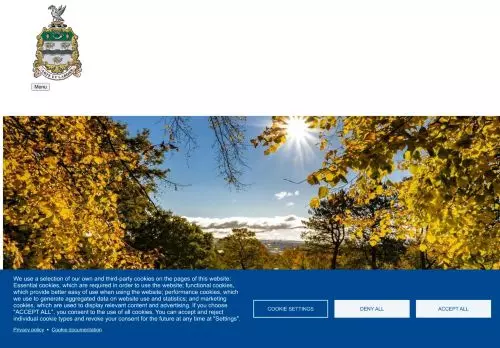 Menu
We use a selection of our own and third-party cookies on the pages of this website:
Essential cookies, which are required in order to use the website; functional cookies,
which provide better easy of use when using the website; performance cookies, which
we use to generate aggregated data on website use and statistics; and marketing
cookies, which are used to display relevant content and advertising. If you choose
"ACCEPT ALL", you consent to the use of all cookies. You can accept and reject
individual cookie types and revoke your consent for the future at any time at "Settings".
Privacy policy • Cookie documentation
COOKIE SETTINGS
DENY ALL
ACCEPT ALL